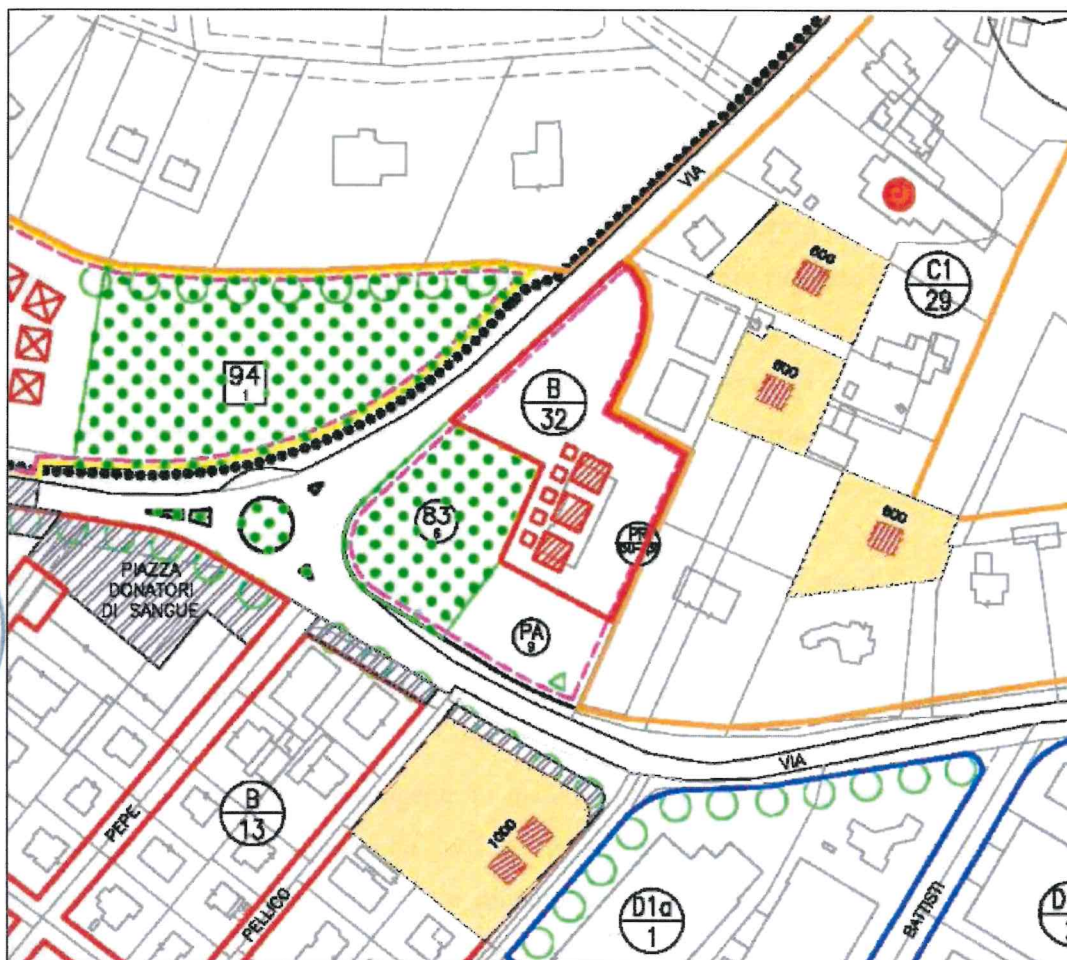 VIA
600
C1
29
600
94
1
B
32
83
6
600
PIAZZA
DONATORI
DI SANGUE
PA
9
VIA
B
13
PEPE
1000
PELLICO
D1a
1
BATTISTI